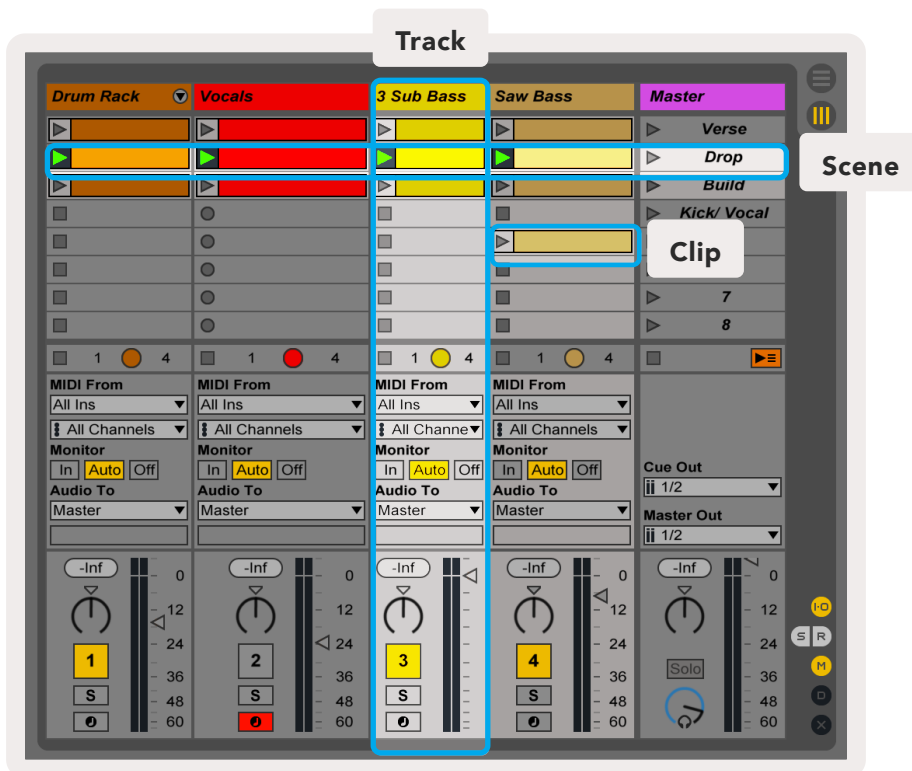 Track
Drum Rack Vocals 3 Sub Bass Saw Bass Master
Verse
Drop
Scene
Build
Kick/ Vocal
Clip
7
8
1 4 1 4 1 4 1 4
MIDI From MIDI From MIDI From MIDI From
All Ins All Ins All Ins All Ins
All Channels All Channels All Channe All Channels
Monitor Monitor Monitor Monitor
In Auto Off In Auto Off In Auto Off In Auto Off
Cue Out
Audio To Audio To Audio To Audio To
1/2
Master Master Master Master
Master Out
1/2
-Inf -Inf -Inf -Inf -Inf
0 0 0 0
12 12 12 12
I·O
24 24 24 24
S R
1 2 3 4 Solo
36 36 36 36
M
S S S S
48 48 48 48
D
60 60 60 60
X